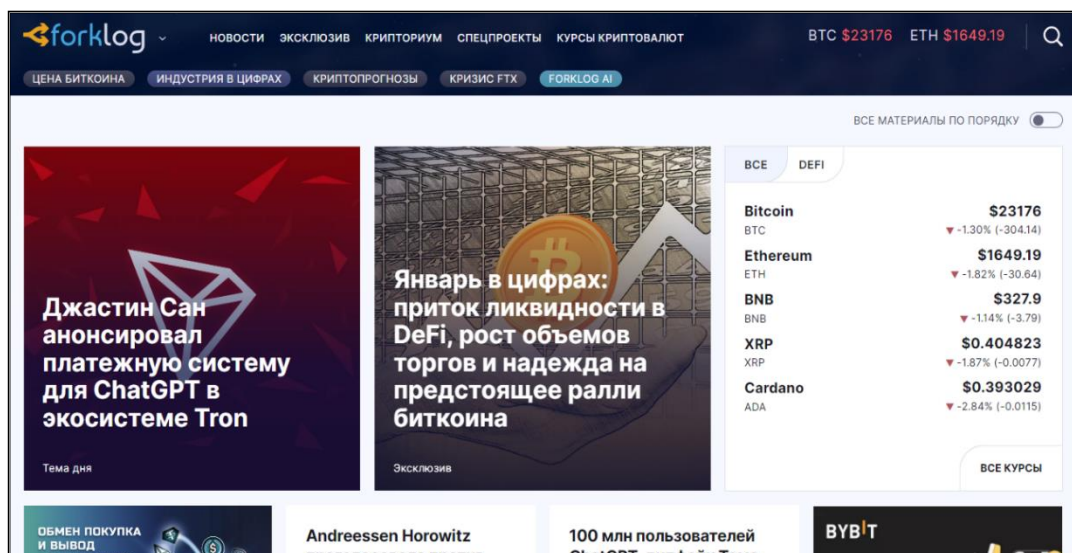 forklog
НОВОСТИ ЭКСКЛЮЗИВ КРИПТОРИУМ СПЕЦПРОЕКТЫ КУРСЫ КРИПТОВАЛЮТ
BTC $23176 ETH $1649.19
ЦЕНА БИТКОИНА ИНДУСТРИЯ В ЦИФРАХ КРИПТОПРОГНОЗЫ КРИЗИС FTX FORKLOG AI
ВСЕ МАТЕРИАЛЫ ПО ПОРЯДКУ
Джастин Сан
анонсировал
платежную систему
для ChatGPT в
экосистеме Tron
Тема дня
Январь в цифрах:
приток ликвидности в
DeFi, рост объемов
торгов и надежда на
предстоящее ралли
биткоина
Эксклюзив
ВСЕ DEFI
Bitcoin $23176
BTC ▼ -1.30% (-304.14)
Ethereum $1649.19
ETH ▼ -1.82% (-30.64)
BNB $327.9
BNB ▼ -1.14% (-3.79)
XRP $0.404823
XRP ▼ -1.87% (-0.0077)
Cardano $0.393029
ADA ▼ -2.84% (-0.0115)
ВСЕ КУРСЫ
ОБМЕН ПОКУПКА
И ВЫВОД
Andreessen Horowitz
100 млн пользователей
BYBIT